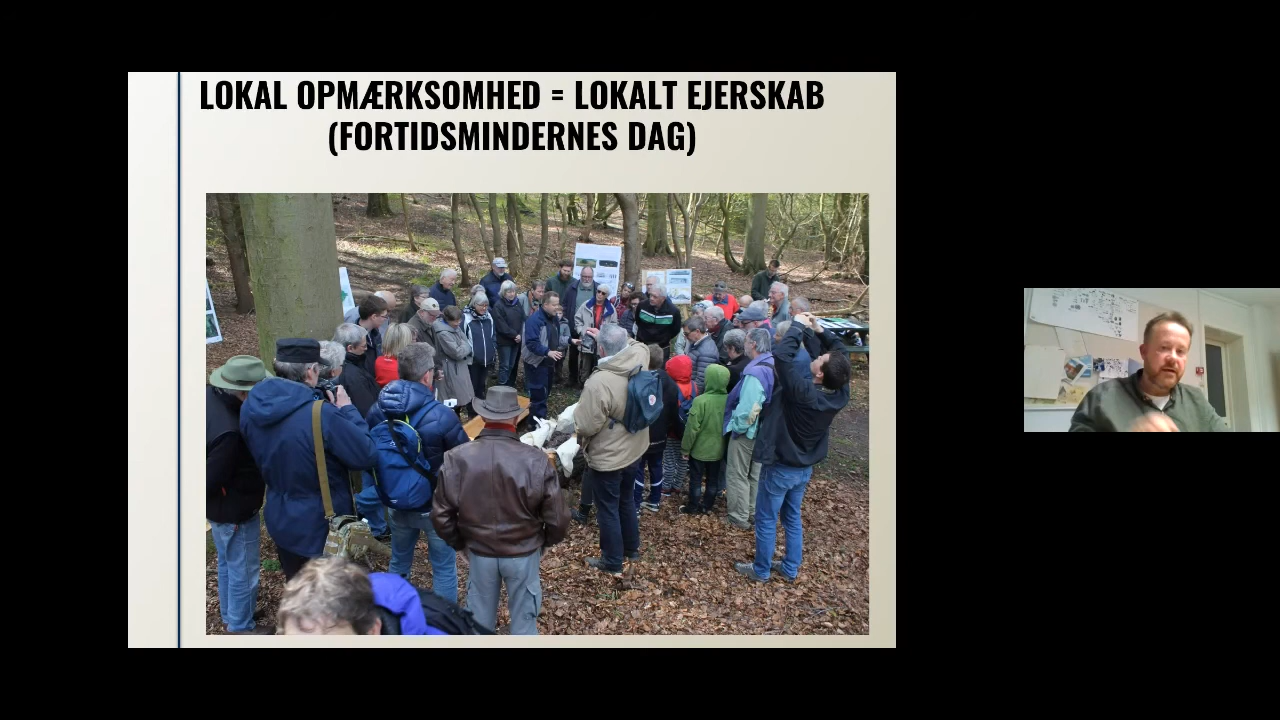 LOKAL OPMÆRKSOMHED = LOKALT EJERSKAB
(FORTIDSMINDERNES DAG)